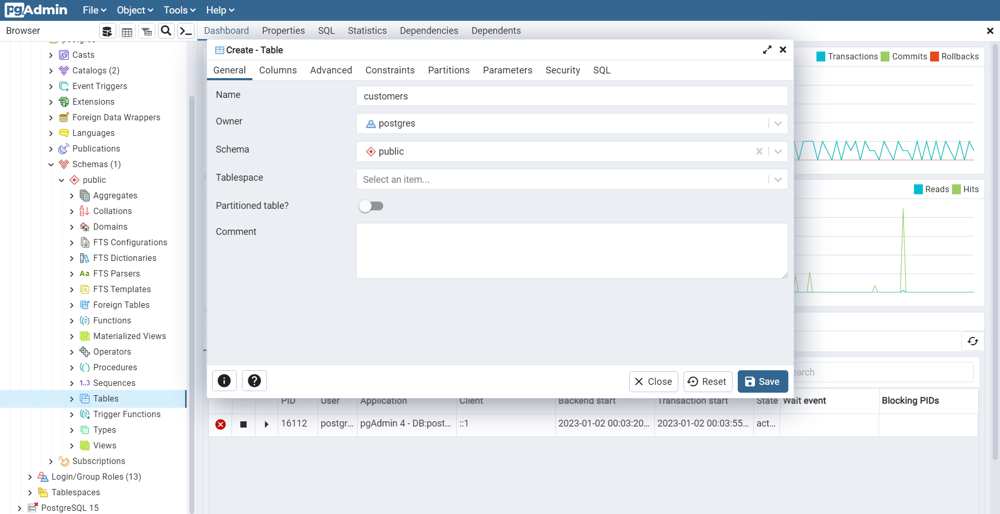 pgAdmin File Object Tools Help
Browser
Dashboard Properties SQL Statistics Dependencies Dependents
Casts
Catalogs (2)
Event Triggers
Extensions
Foreign Data Wrappers
Languages
Publications
Schemas (1)
public
Aggregates
Collations
Domains
FTS Configurations
FTS Dictionaries
Aa FTS Parsers
FTS Templates
Foreign Tables
Functions
Materialized Views
Operators
Procedures
1..3 Sequences
Tables
Trigger Functions
Types
Views
Subscriptions
Login/Group Roles (13)
Tablespaces
PostgreSQL 15
Create - Table
General Columns Advanced Constraints Partitions Parameters Security SQL
Name customers
Owner postgres
Schema public
Tablespace Select an item...
Partitioned table?
Comment
Close Reset Save
Transactions Commits Rollbacks
Reads Hits
PID User Application Client Backend start Transaction start State Wait event Blocking PIDs
16112 postgr... pgAdmin 4 - DB:post... ::1 2023-01-02 00:03:20... 2023-01-02 00:03:55... act...